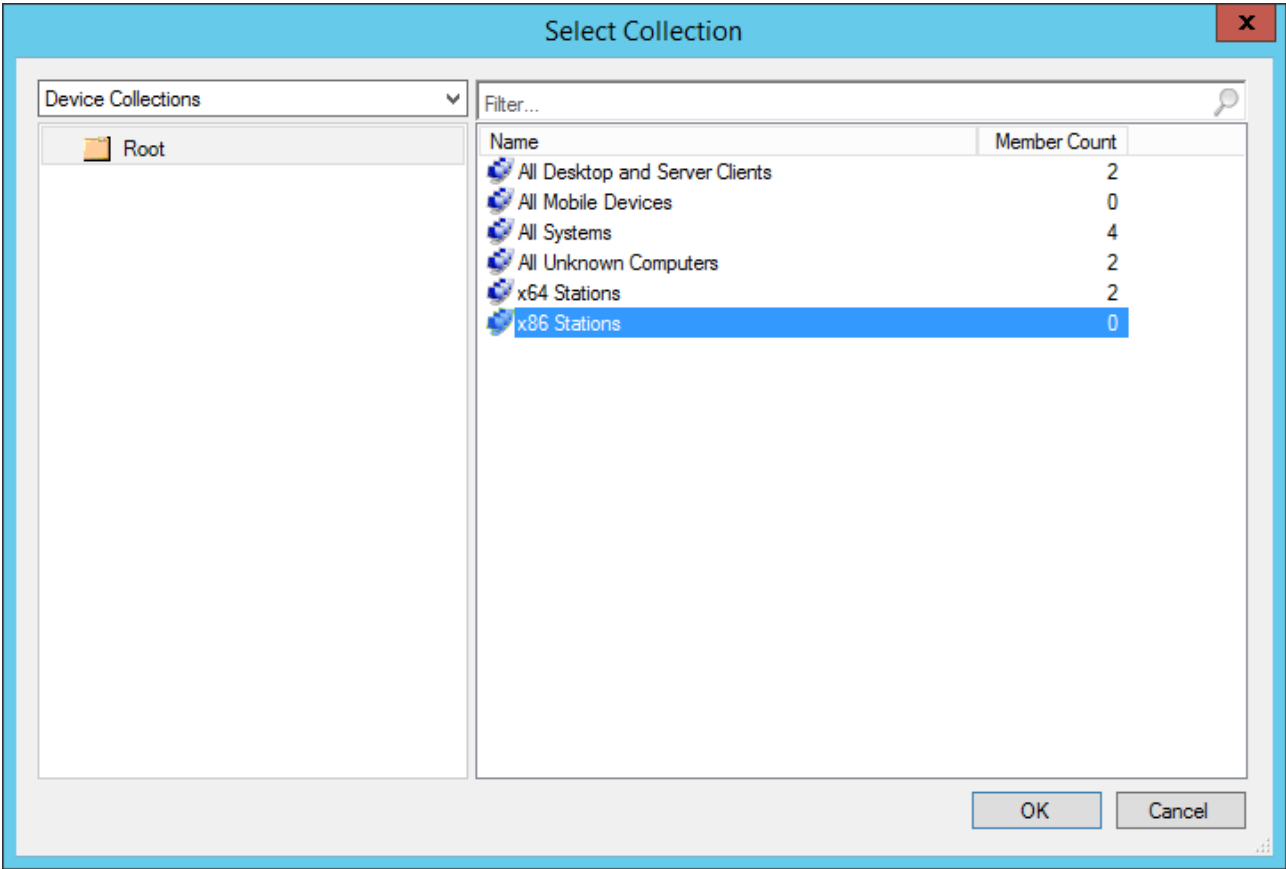 Select Collection
x
Device Collections
Filter...
Root
Name Member Count
All Desktop and Server Clients 2
All Mobile Devices 0
All Systems 4
All Unknown Computers 2
x64 Stations 2
x86 Stations 0
OK Cancel